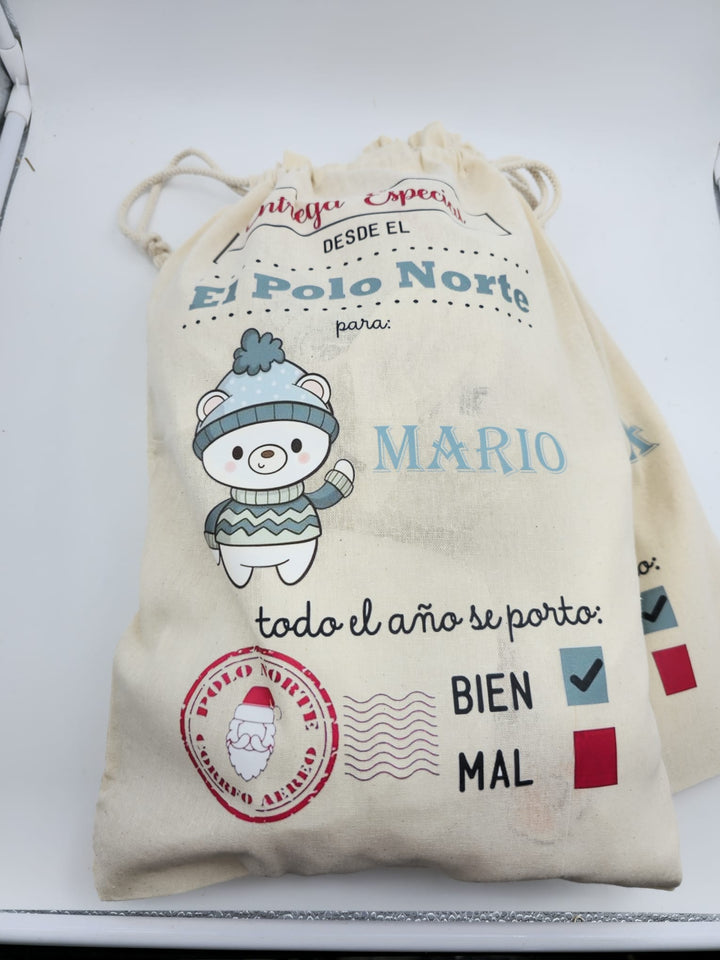 Entrega Especial
DESDE EL
El Polo Norte
para:
MARIO
todo el año se porto:
BIEN
MAL
POLO NORTE
CORREO AEREO